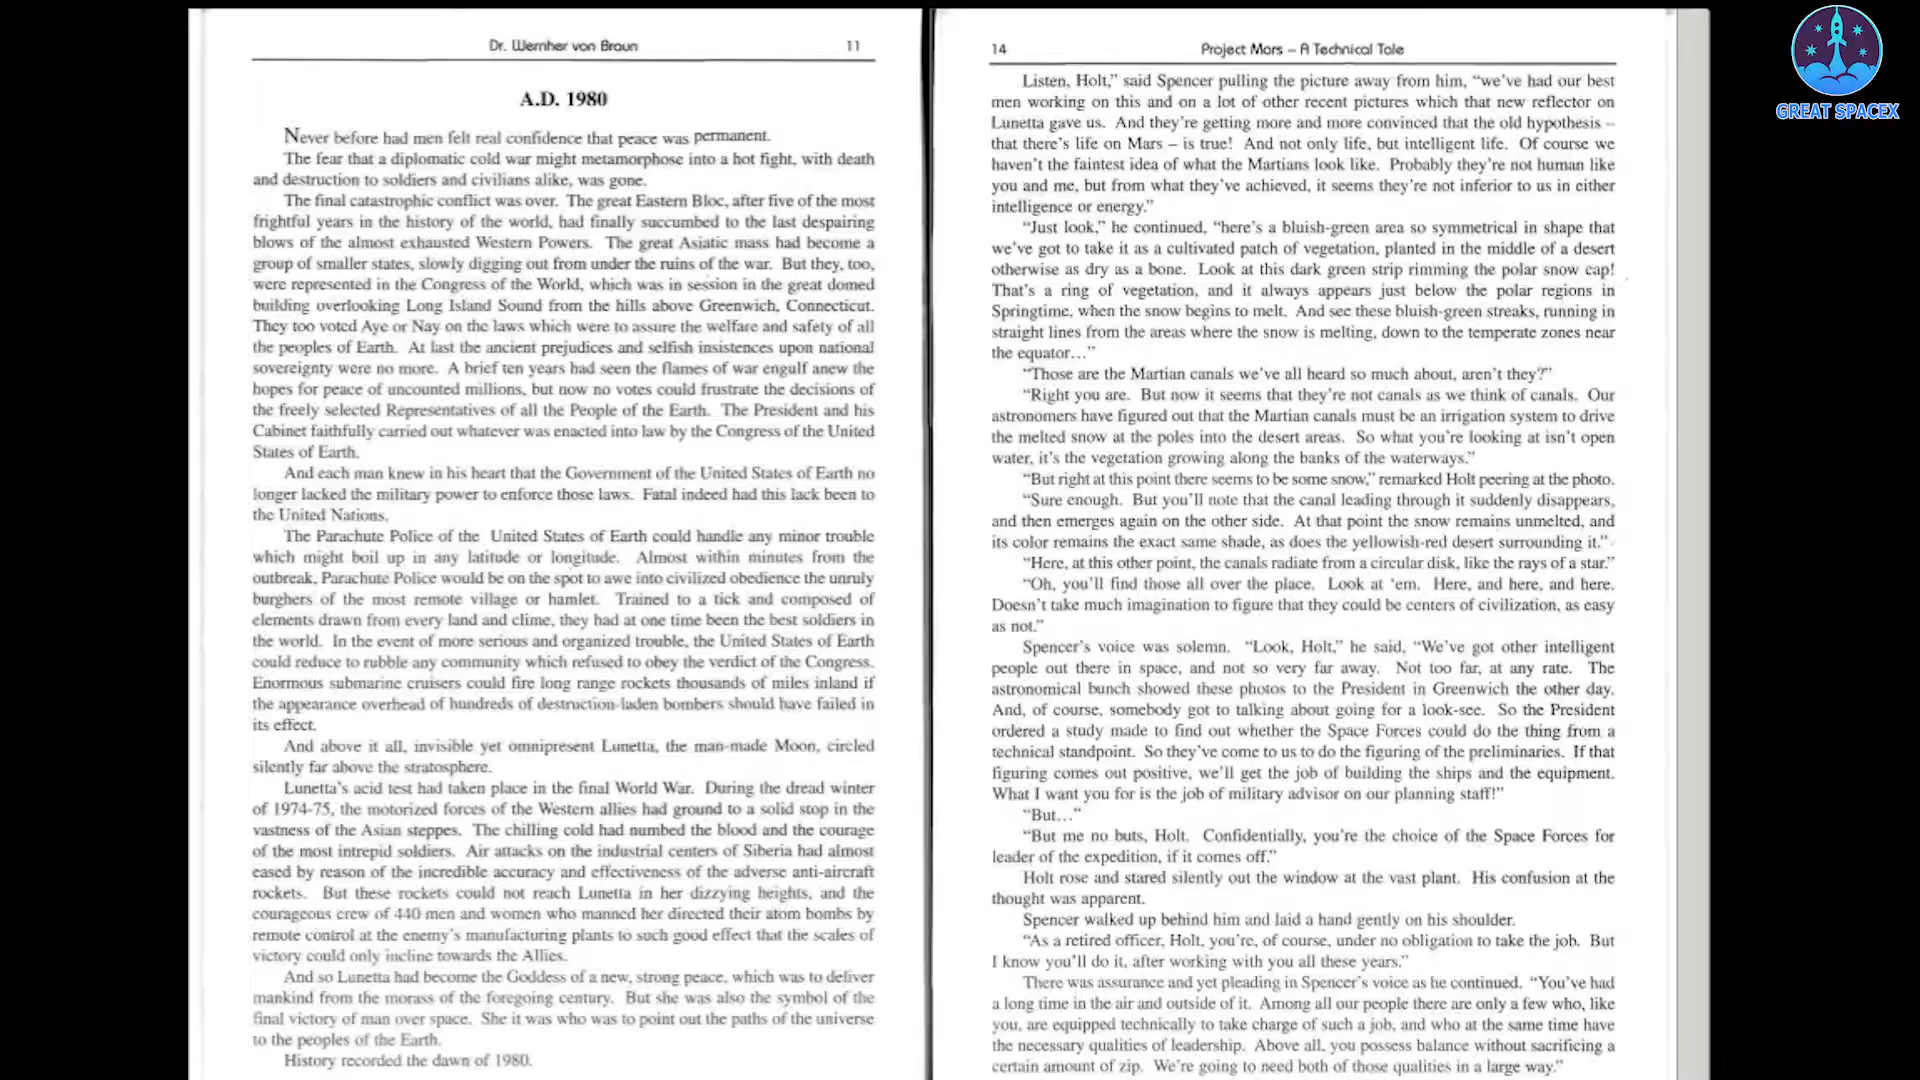 Dr. Wernher von Braun 11
A.D. 1980
Never before had men felt real confidence that peace was permanent.
The fear that a diplomatic cold war might metamorphose into a hot fight, with death
and destruction to soldiers and civilians alike, was gone.
The final catastrophic conflict was over. The great Eastern Bloc, after five of the most
frightful years in the history of the world, had finally succumbed to the last despairing
blows of the almost exhausted Western Powers. The great Asiatic mass had become a
group of smaller states, slowly digging out from under the ruins of the war. But they, too,
were represented in the Congress of the World, which was in session in the great domed
building overlooking Long Island Sound from the hills above Greenwich, Connecticut.
They too voted Aye or Nay on the laws which were to assure the welfare and safety of all
the peoples of Earth. At last the ancient prejudices and selfish insistences upon national
sovereignty were no more. A brief ten years had seen the flames of war engulf anew the
hopes for peace of uncounted millions, but now no votes could frustrate the decisions of
the freely selected Representatives of all the People of the Earth. The President and his
Cabinet faithfully carried out whatever was enacted into law by the Congress of the United
States of Earth.
And each man knew in his heart that the Government of the United States of Earth no
longer lacked the military power to enforce those laws. Fatal indeed had this lack been to
the United Nations.
The Parachute Police of the United States of Earth could handle any minor trouble
which might boil up in any latitude or longitude. Almost within minutes from the
outbreak, Parachute Police would be on the spot to awe into civilized obedience the unruly
burghers of the most remote village or hamlet. Trained to a tick and composed of
elements drawn from every land and clime, they had at one time been the best soldiers in
the world. In the event of more serious and organized trouble, the United States of Earth
could reduce to rubble any community which refused to obey the verdict of the Congress.
Enormous submarine cruisers could fire long range rockets thousands of miles inland if
the appearance overhead of hundreds of destruction-laden bombers should have failed in
its effect.
And above it all, invisible yet omnipresent Lunetta, the man-made Moon, circled
silently far above the stratosphere.
Lunetta's acid test had taken place in the final World War. During the dread winter
of 1974-75, the motorized forces of the Western allies had ground to a solid stop in the
vastness of the Asian steppes. The chilling cold had numbed the blood and the courage
of the most intrepid soldiers. Air attacks on the industrial centers of Siberia had almost
eased by reason of the incredible accuracy and effectiveness of the adverse anti-aircraft
rockets. But these rockets could not reach Lunetta in her dizzying heights, and the
courageous crew of 440 men and women who manned her directed their atom bombs by
remote control at the enemy's manufacturing plants to such good effect that the scales of
victory could only incline towards the Allies.
And so Lunetta had become the Goddess of a new, strong peace, which was to deliver
mankind from the morass of the foregoing century. But she was also the symbol of the
final victory of man over space. She it was who was to point out the paths of the universe
to the peoples of the Earth.
History recorded the dawn of 1980.
14 Project Mars – A Technical Tale
Listen, Holt,” said Spencer pulling the picture away from him, “we've had our best
men working on this and on a lot of other recent pictures which that new reflector on
Lunetta gave us. And they're getting more and more convinced that the old hypothesis –
that there's life on Mars – is true! And not only life, but intelligent life. Of course we
haven't the faintest idea of what the Martians look like. Probably they're not human like
you and me, but from what they've achieved, it seems they're not inferior to us in either
intelligence or energy.”
“Just look,” he continued, “here's a bluish-green area so symmetrical in shape that
we've got to take it as a cultivated patch of vegetation, planted in the middle of a desert
otherwise as dry as a bone. Look at this dark green strip rimming the polar snow cap!
That's a ring of vegetation, and it always appears just below the polar regions in
Springtime, when the snow begins to melt. And see these bluish-green streaks, running in
straight lines from the areas where the snow is melting, down to the temperate zones near
the equator…”
“Those are the Martian canals we've all heard so much about, aren't they?”
“Right you are. But now it seems that they're not canals as we think of canals. Our
astronomers have figured out that the Martian canals must be an irrigation system to drive
the melted snow at the poles into the desert areas. So what you're looking at isn't open
water, it's the vegetation growing along the banks of the waterways.”
“But right at this point there seems to be some snow,” remarked Holt peering at the photo.
“Sure enough. But you'll note that the canal leading through it suddenly disappears,
and then emerges again on the other side. At that point the snow remains unmelted, and
its color remains the exact same shade, as does the yellowish-red desert surrounding it.”
“Here, at this other point, the canals radiate from a circular disk, like the rays of a star.”
“Oh, you'll find those all over the place. Look at ‘em. Here, and here, and here.
Doesn't take much imagination to figure that they could be centers of civilization, as easy
as not.”
Spencer's voice was solemn. “Look, Holt,” he said, “We've got other intelligent
people out there in space, and not so very far away. Not too far, at any rate. The
astronomical bunch showed these photos to the President in Greenwich the other day.
And, of course, somebody got to talking about going for a look-see. So the President
ordered a study made to find out whether the Space Forces could do the thing from a
technical standpoint. So they've come to us to do the figuring of the preliminaries. If that
figuring comes out positive, we'll get the job of building the ships and the equipment.
What I want you for is the job of military advisor on our planning staff!”
“But…”
“But me no buts, Holt. Confidentially, you're the choice of the Space Forces for
leader of the expedition, if it comes off.”
Holt rose and stared silently out the window at the vast plant. His confusion at the
thought was apparent.
Spencer walked up behind him and laid a hand gently on his shoulder.
“As a retired officer, Holt, you're, of course, under no obligation to take the job. But
I know you'll do it, after working with you all these years.”
There was assurance and yet pleading in Spencer's voice as he continued. “You've had
a long time in the air and outside of it. Among all our people there are only a few who, like
you, are equipped technically to take charge of such a job, and who at the same time have
the necessary qualities of leadership. Above all, you possess balance without sacrificing a
certain amount of zip. We're going to need both of those qualities in a large way.”
GREAT SPACEX